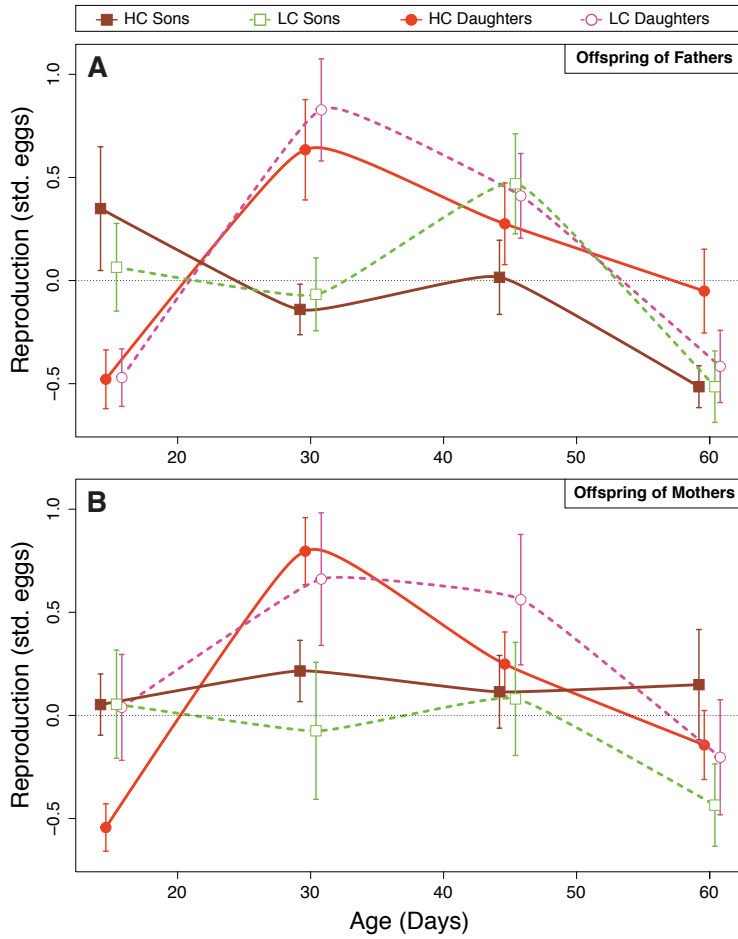 HC Sons LC Sons HC Daughters LC Daughters
A
Offspring of Fathers
Reproduction (std. eggs)
1.0
0.5
0.0
−0.5
20 30 40 50 60
B
Offspring of Mothers
Reproduction (std. eggs)
1.0
0.5
0.0
−0.5
20 30 40 50 60
Age (Days)